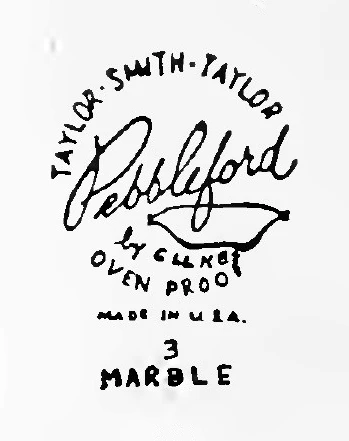 TAYLOR·SMITH·TAYLOR
Pebbleford
by
OVEN PROOF
MADE IN U.S.A.
3
MARBLE